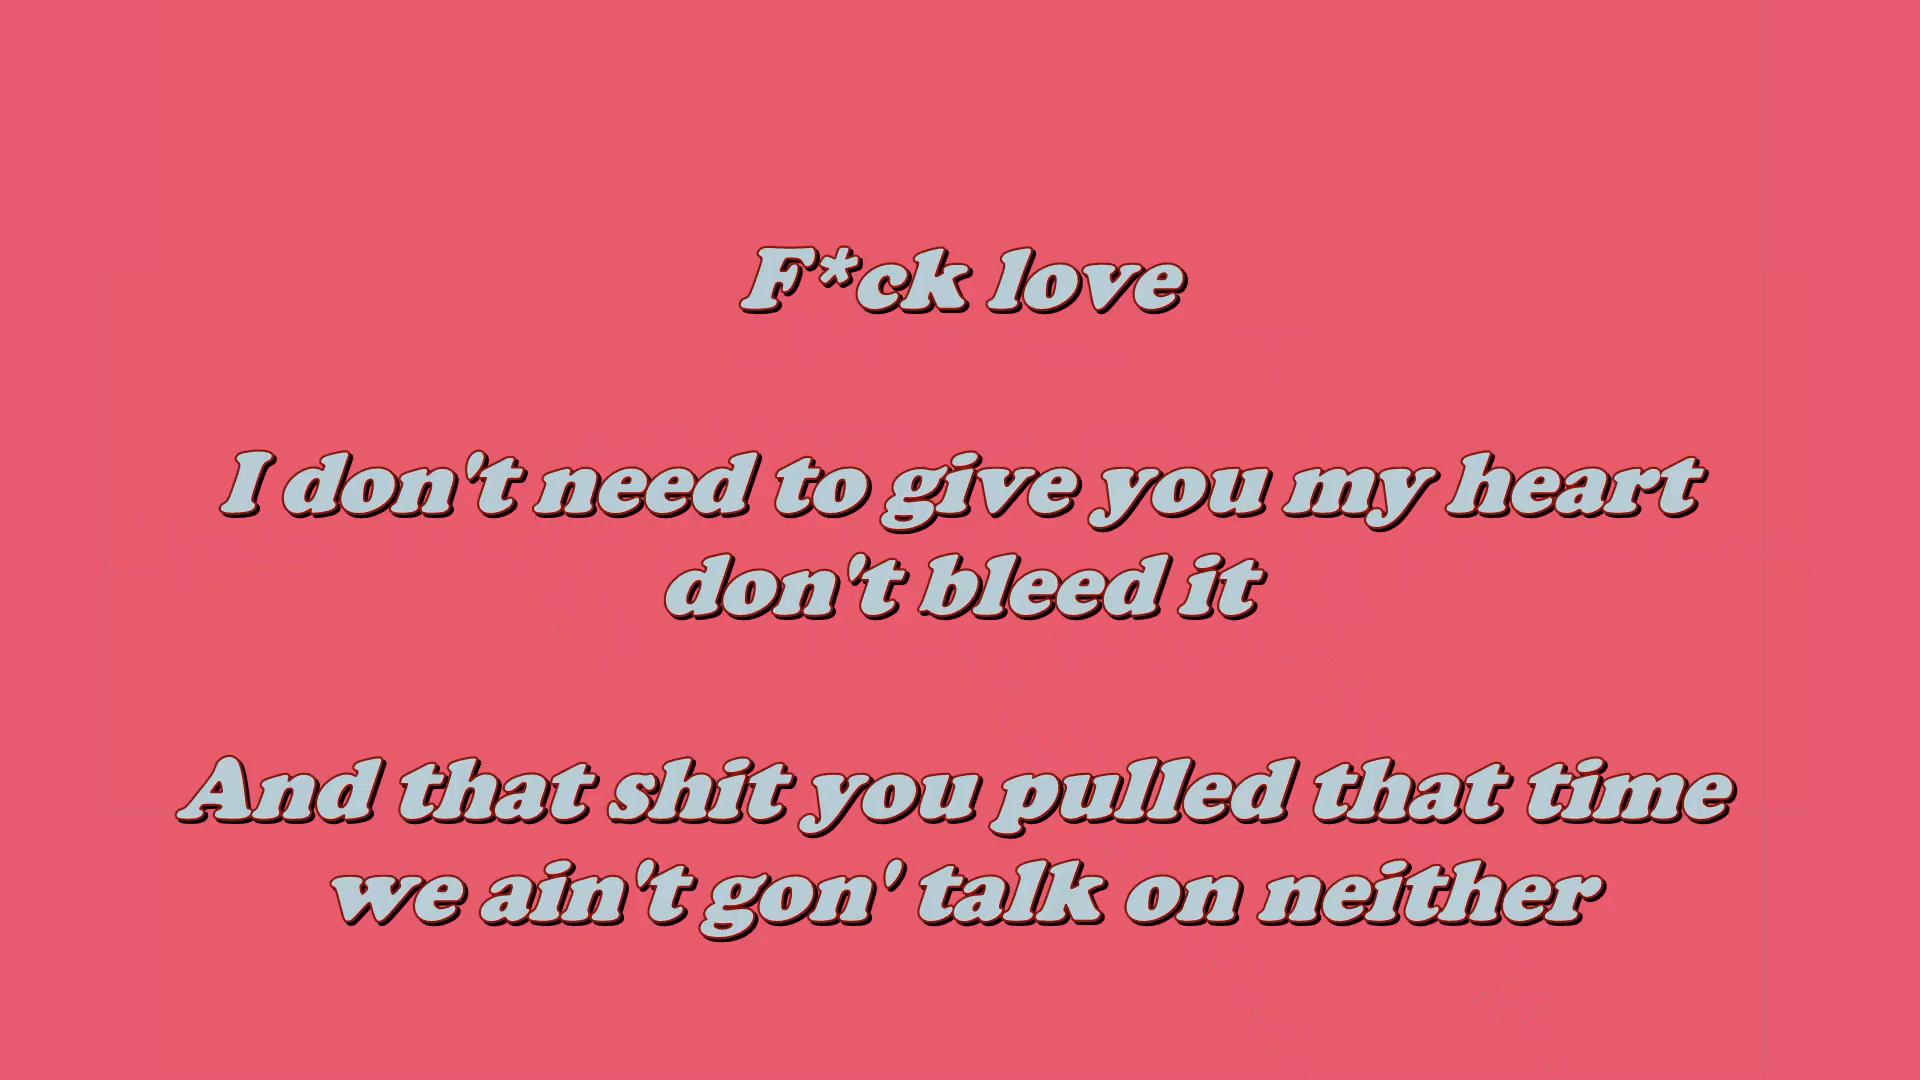 F*ck love
I don't need to give you my heart
don't bleed it
And that shit you pulled that time
we ain't gon' talk on neither